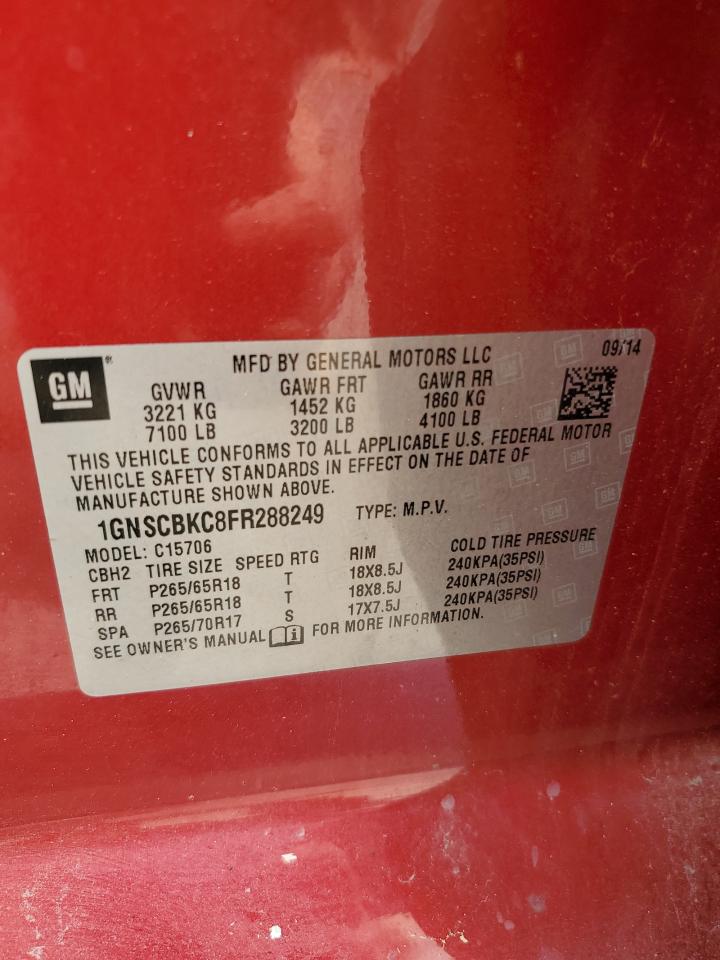 GM
MFD BY GENERAL MOTORS LLC 09/14
GVWR GAWR FRT GAWR RR
3221 KG 1452 KG 1860 KG
7100 LB 3200 LB 4100 LB
THIS VEHICLE CONFORMS TO ALL APPLICABLE U.S. FEDERAL MOTOR
VEHICLE SAFETY STANDARDS IN EFFECT ON THE DATE OF
MANUFACTURE SHOWN ABOVE.
1GNSCBKC8FR288249 TYPE: M.P.V.
MODEL: C15706
CBH2 TIRE SIZE SPEED RTG RIM COLD TIRE PRESSURE
FRT P265/65R18 T 18X8.5J 240KPA(35PSI)
RR P265/65R18 T 18X8.5J 240KPA(35PSI)
SPA P265/70R17 S 17X7.5J 240KPA(35PSI)
SEE OWNER'S MANUAL FOR MORE INFORMATION.